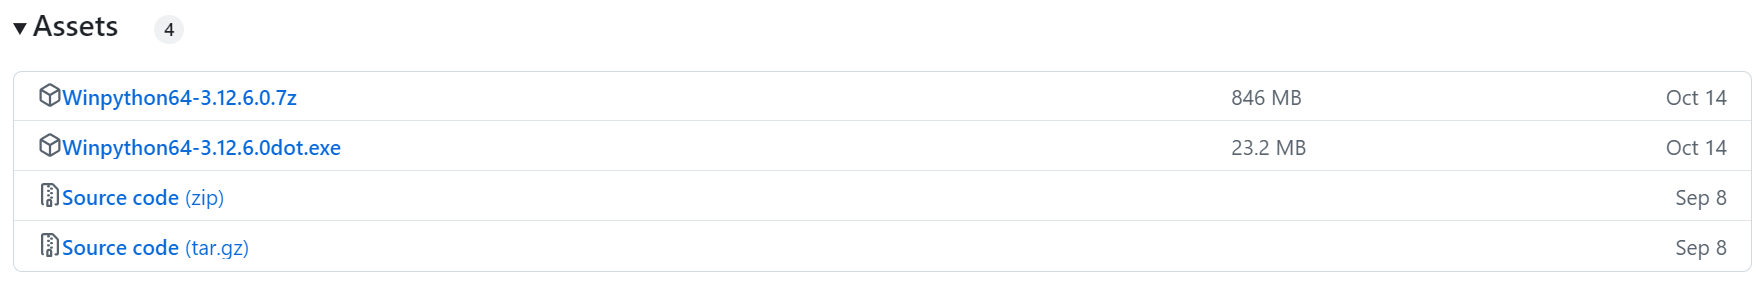 Assets 4
Winpython64-3.12.6.0.7z 846 MB Oct 14
Winpython64-3.12.6.0dot.exe 23.2 MB Oct 14
Source code (zip) Sep 8
Source code (tar.gz) Sep 8